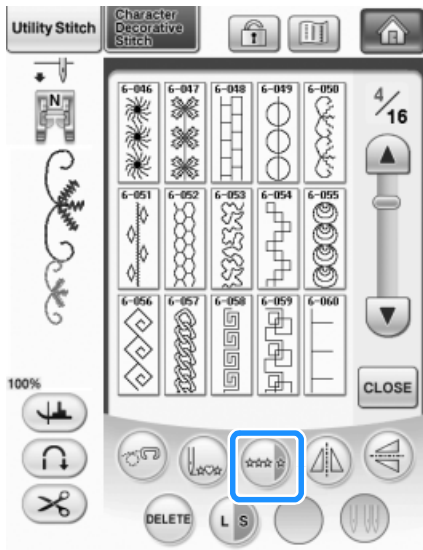 Utility Stitch
Character
Decorative
Stitch
N
6-046 6-047 6-048 6-049 6-050
4/16
6-051 6-052 6-053 6-054 6-055
6-056 6-057 6-058 6-059 6-060
100%
CLOSE
DELETE
L S